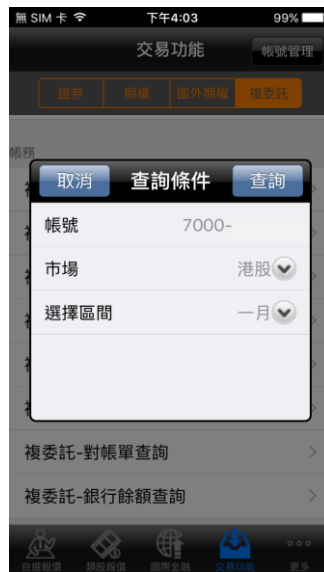 無 SIM 卡 下午4:03 99%
交易功能 帳號管理
證券 期權 國外期權 複委託
帳務
取消 查詢條件 查詢
帳號 7000-
市場 港股
選擇區間 一月
複委託-對帳單查詢
複委託-銀行餘額查詢
自選報價 類股報價 國際金融 交易功能 更多